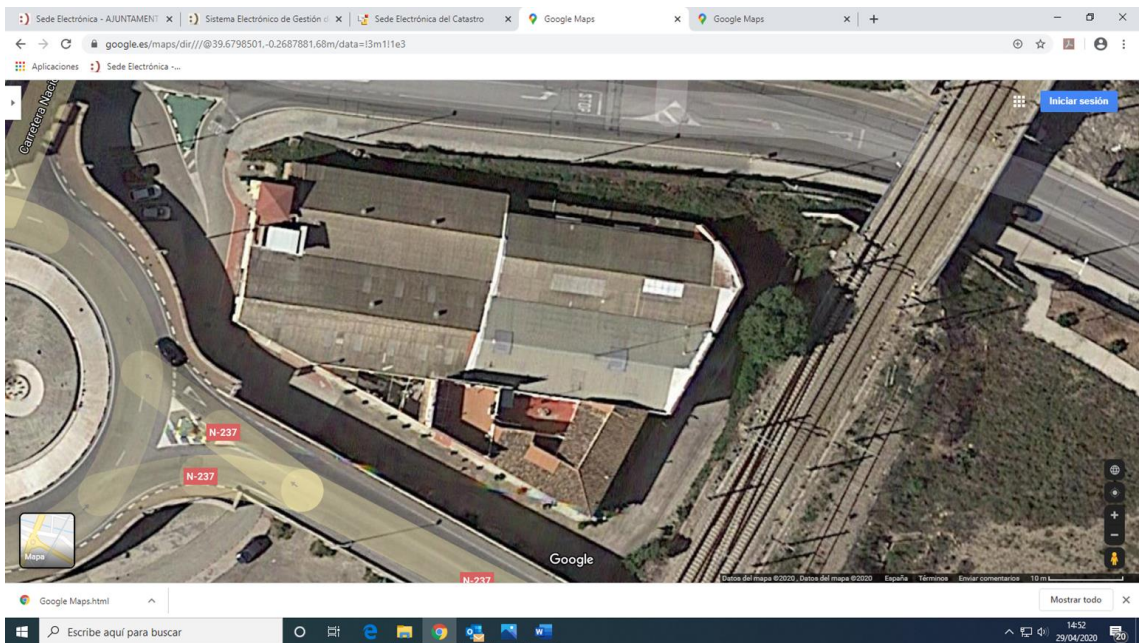 Sede Electrónica - AJUNTAMENT
Sistema Electrónico de Gestión d
Sede Electrónica del Catastro
Google Maps
Google Maps
google.es/maps/dir///@39.6798501,-0.2687881,68m/data=!3m1!1e3
Aplicaciones
Sede Electrónica -...
Iniciar sesión
Carretera Naci
STOP
N-237
N-237
N-237
Mapa
Google
Datos del mapa ©2020 , Datos del mapa ©2020 España Términos Enviar comentarios 10 m
Google Maps.html
Mostrar todo
Escribe aquí para buscar
14:52
29/04/2020
20